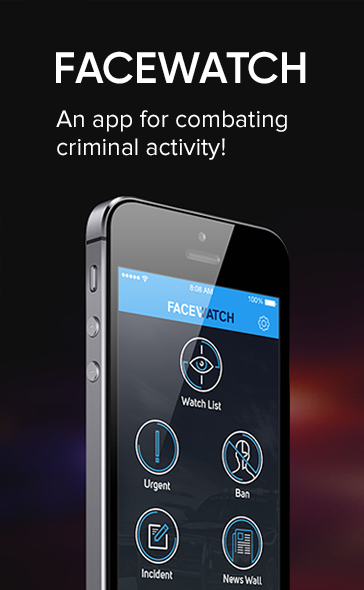 FACEWATCH
An app for combating
criminal activity!
8:08 AM
100%
FACEWATCH
Watch List
Urgent
Ban
Incident
News Wall